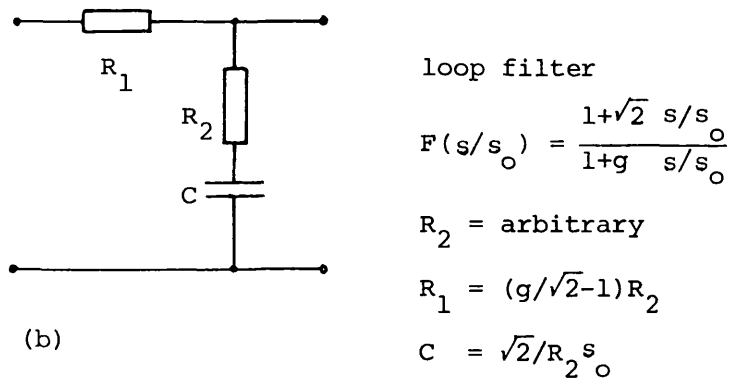 R1
R2
C
(b)
loop filter
F(s/so) = 1+√2 s/so / 1+g s/so
R2 = arbitrary
R1 = (g/√2-1)R2
C = √2/R2so